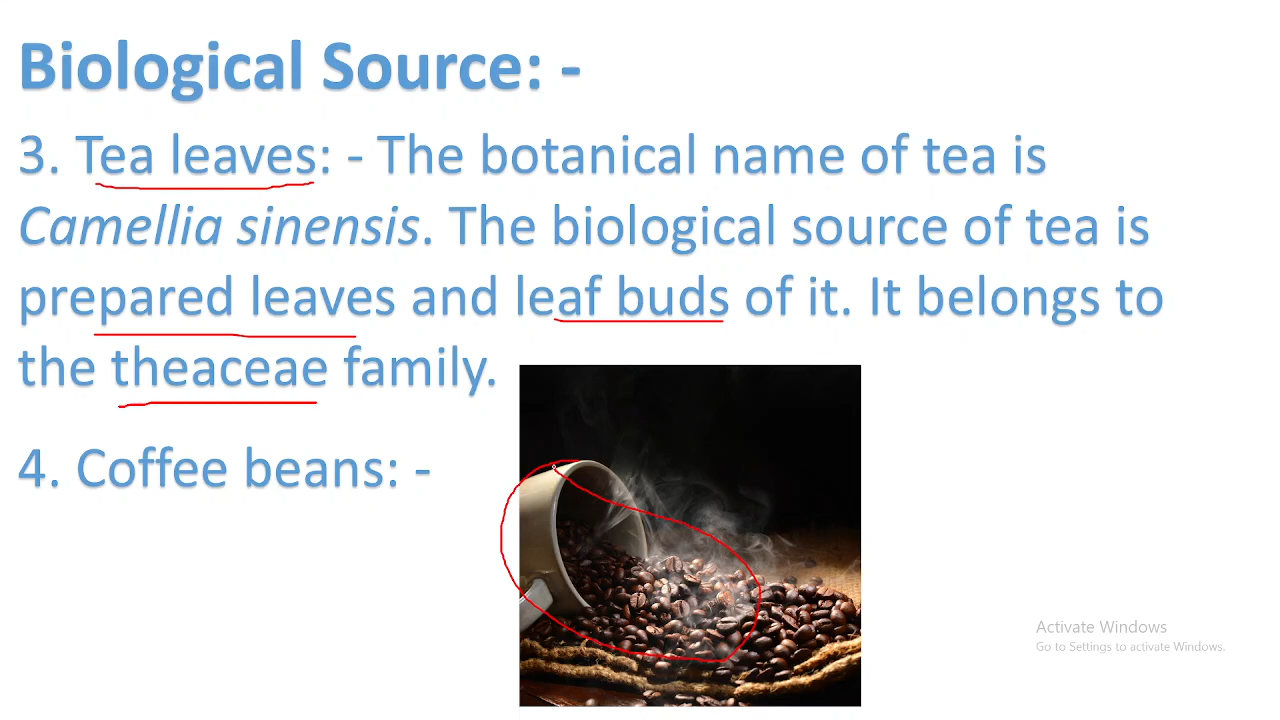 Biological Source: -
3. Tea leaves: - The botanical name of tea is
Camellia sinensis. The biological source of tea is
prepared leaves and leaf buds of it. It belongs to
the theaceae family.
4. Coffee beans: -
Activate Windows
Go to Settings to activate Windows.